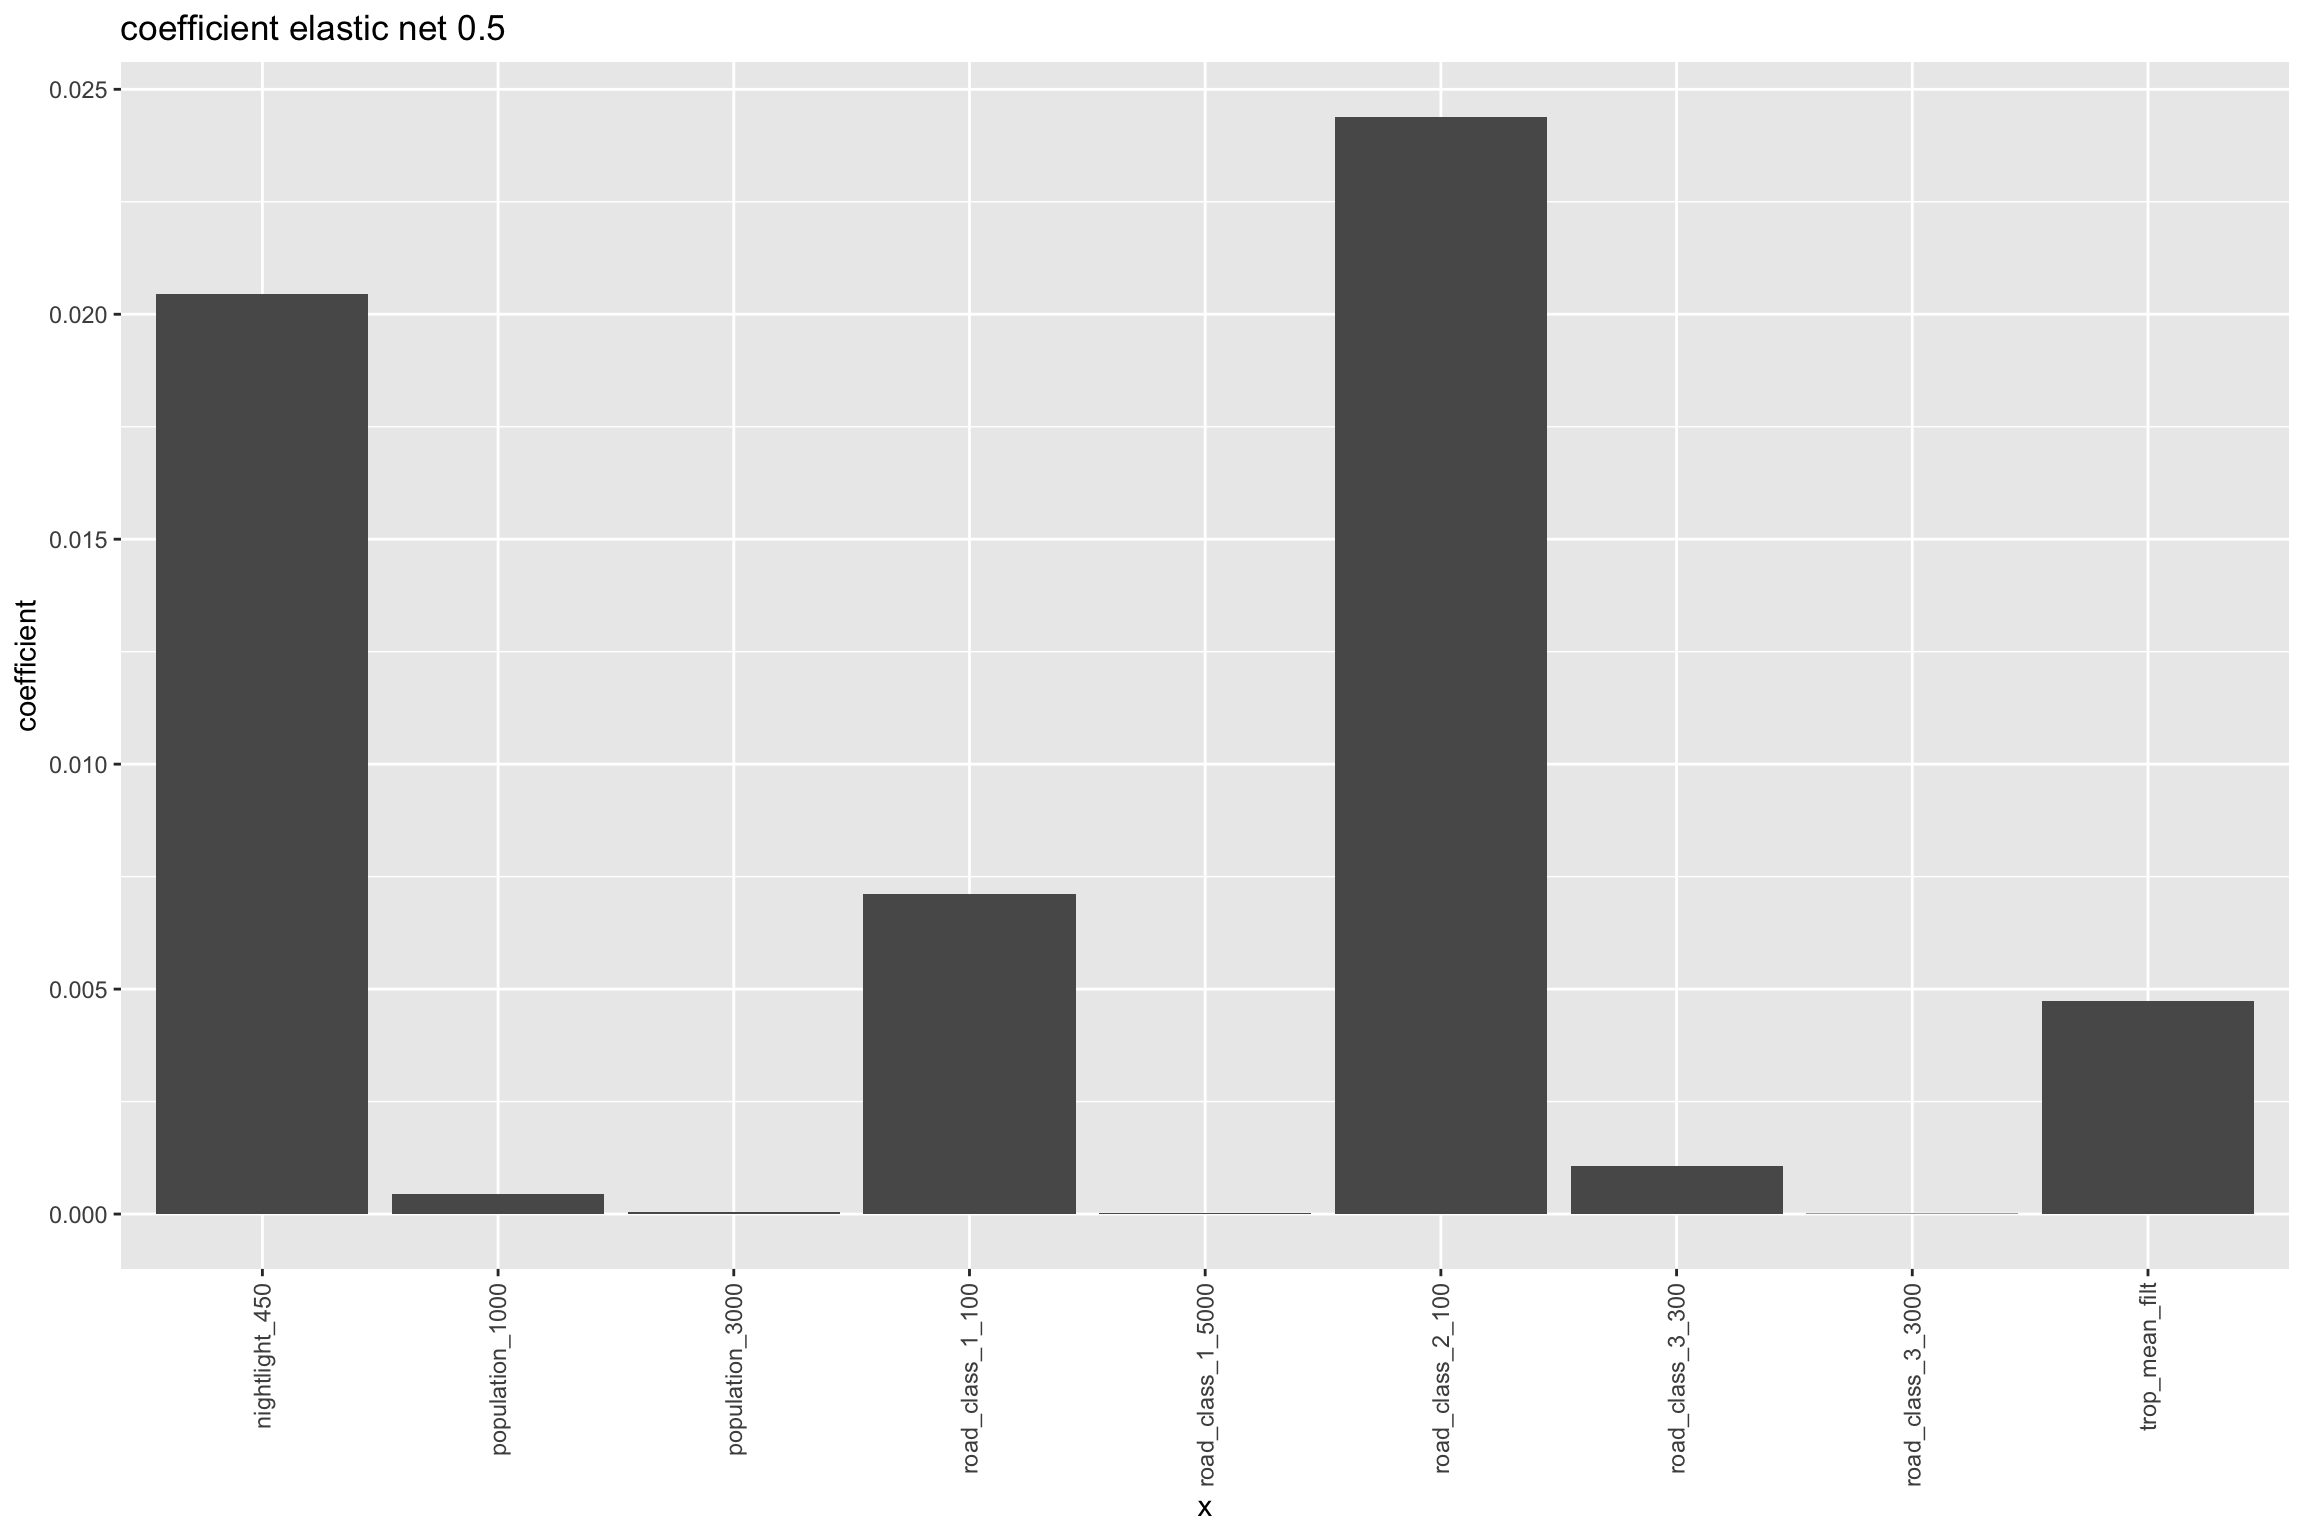 coefficient elastic net 0.5
coefficient
0.025
0.020
0.015
0.010
0.005
0.000
nightlight_450
population_1000
population_3000
road_class_1_100
road_class_1_5000
road_class_2_100
road_class_3_300
road_class_3_3000
trop_mean_filt
x